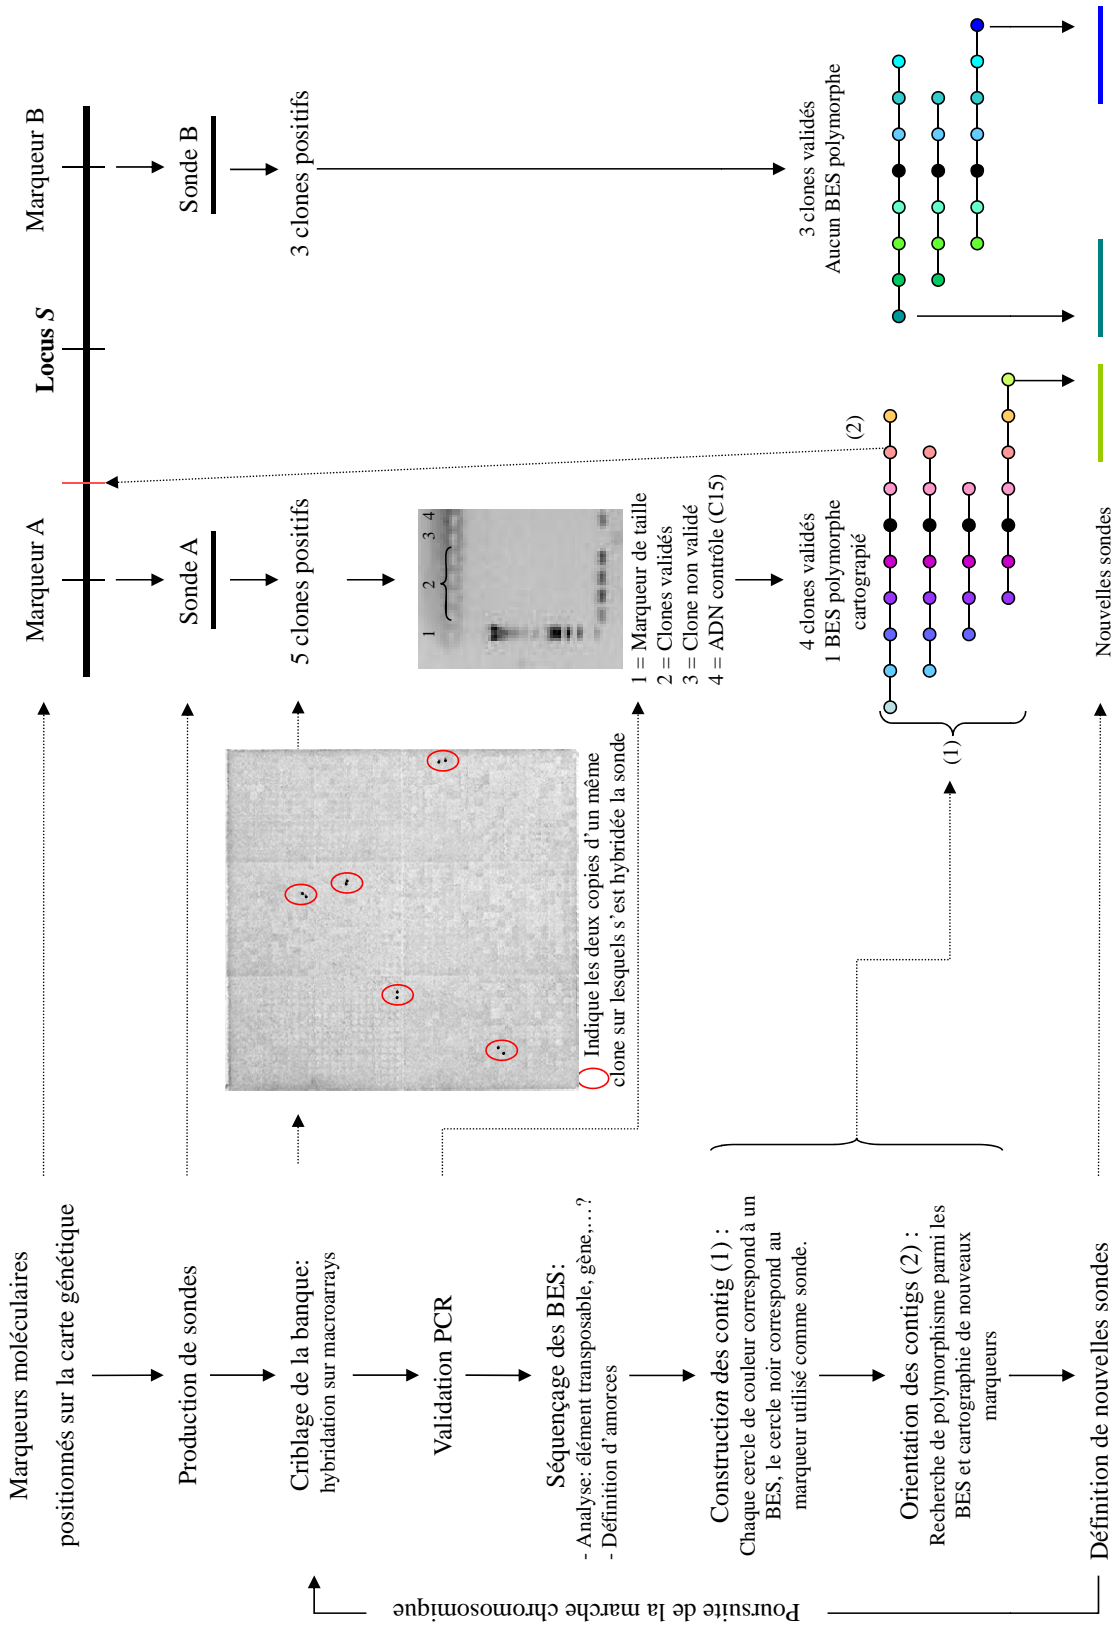 Marqueurs moléculaires
positionnés sur la carte génétique
Production de sondes
Criblage de la banque:
hybridation sur macroarrays
Validation PCR
Séquençage des BES:
- Analyse: élément transposable, gène,…?
- Définition d’amorces
Construction des contig (1) :
Chaque cercle de couleur correspond à un
BES, le cercle noir correspond au
marqueur utilisé comme sonde.
Orientation des contigs (2) :
Recherche de polymorphisme parmi les
BES et cartographie de nouveaux
marqueurs
Définition de nouvelles sondes
Poursuite de la marche chromosomique
Indique les deux copies d’un même
clone sur lesquels s’est hybridée la sonde
Marqueur A
Locus S
Marqueur B
Sonde A
Sonde B
5 clones positifs
3 clones positifs
1 2 3 4
1 = Marqueur de taille
2 = Clones validés
3 = Clone non validé
4 = ADN contrôle (C15)
4 clones validés
1 BES polymorphe
cartograpié
3 clones validés
Aucun BES polymorphe
(1)
(2)
Nouvelles sondes